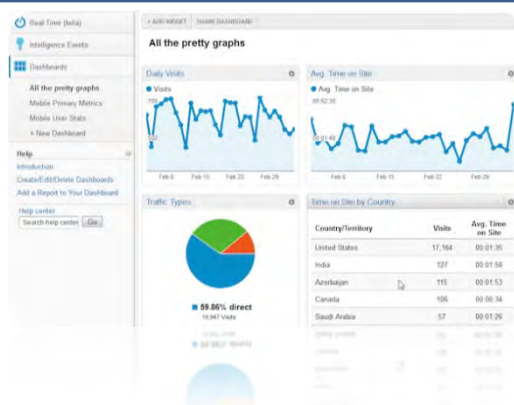 Real-Time (beta)
Intelligence Events
Dashboards
All the pretty graphs
Mobile Primary Metrics
Mobile User Stats
+ New Dashboard
Help
Introduction
Create/Edit/Delete Dashboards
Add a Report to Your Dashboard
Help center
Search help center Go
+ ADD WIDGET SHARE DASHBOARD
All the pretty graphs
Daily Visits
Visits
700
Feb 8 Feb 15 Feb 22 Feb 29
Avg. Time on Site
Avg. Time on Site
00:02:30
Feb 8 Feb 15 Feb 22 Feb 29
Traffic Types
59.86% direct
Visits
Time on Site by Country
Country/Territory Visits Avg. Time on Site
United States 17,164 00:01:35
India 127 00:01:56
Azerbaijan 115 00:01:53
Canada 106 00:00:34
Saudi Arabia 57 00:01:26